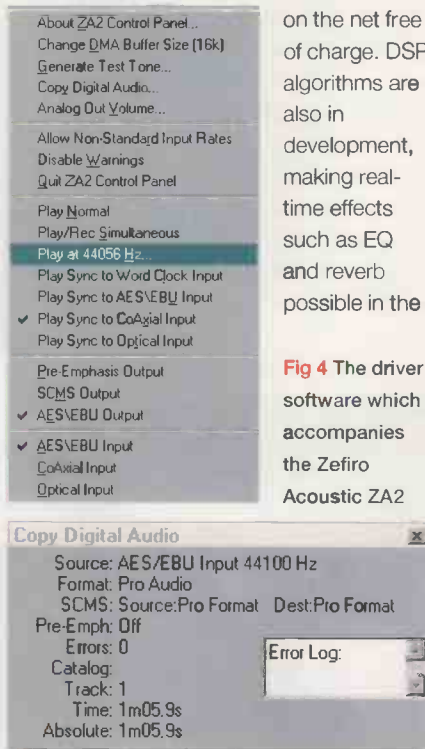 About ZA2 Control Panel...
Change DMA Buffer Size (16k)
Generate Test Tone...
Copy Digital Audio...
Analog Out Volume...
Allow Non-Standard Input Rates
Disable Warnings
Quit ZA2 Control Panel
Play Normal
Play/Rec Simultaneous
Play at 44056 Hz...
Play Sync to Word Clock Input
Play Sync to AES\EBU Input
✔ Play Sync to CoAxial Input
Play Sync to Optical Input
Pre-Emphasis Output
SCMS Output
✔ AES\EBU Output
✔ AES\EBU Input
CoAxial Input
Optical Input
on the net free
of charge. DSP
algorithms are
also in
development,
making real-
time effects
such as EQ
and reverb
possible in the
Fig 4 The driver
software which
accompanies
the Zefiro
Acoustic ZA2
Copy Digital Audio
Source: AES/EBU Input 44100 Hz
Format: Pro Audio
SCMS: Source:Pro Format Dest:Pro Format
Pre-Emph: Off
Errors: 0
Error Log:
Catalog:
Track: 1
Time: 1m05.9s
Absolute: 1m05.9s